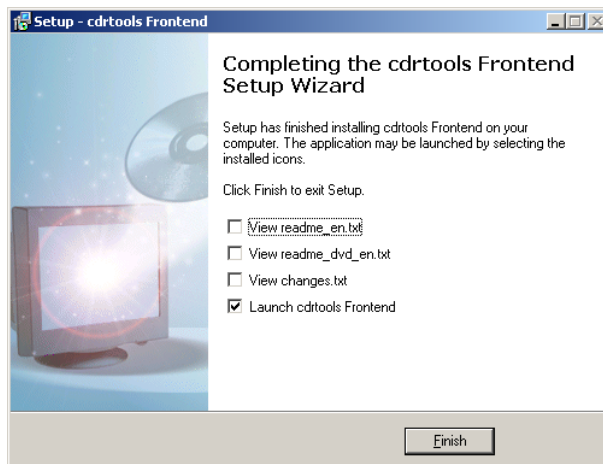 Setup - cdrtools Frontend
Completing the cdrtools Frontend
Setup Wizard
Setup has finished installing cdrtools Frontend on your
computer. The application may be launched by selecting the
installed icons.
Click Finish to exit Setup.
View readme_en.txt
View readme_dvd_en.txt
View changes.txt
Launch cdrtools Frontend
Finish